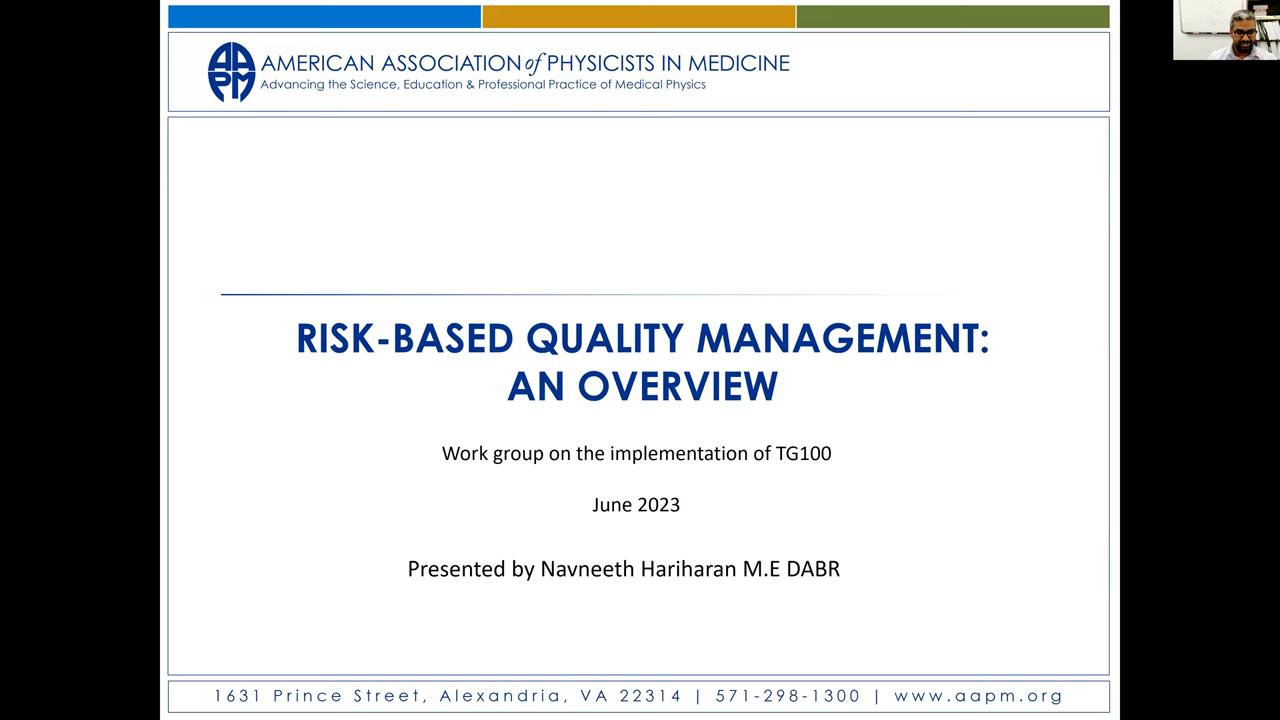 AAPM
AMERICAN ASSOCIATION of PHYSICISTS IN MEDICINE
Advancing the Science, Education & Professional Practice of Medical Physics
RISK-BASED QUALITY MANAGEMENT:
AN OVERVIEW
Work group on the implementation of TG100
June 2023
Presented by Navneeth Hariharan M.E DABR
1631 Prince Street, Alexandria, VA 22314 | 571-298-1300 | www.aapm.org